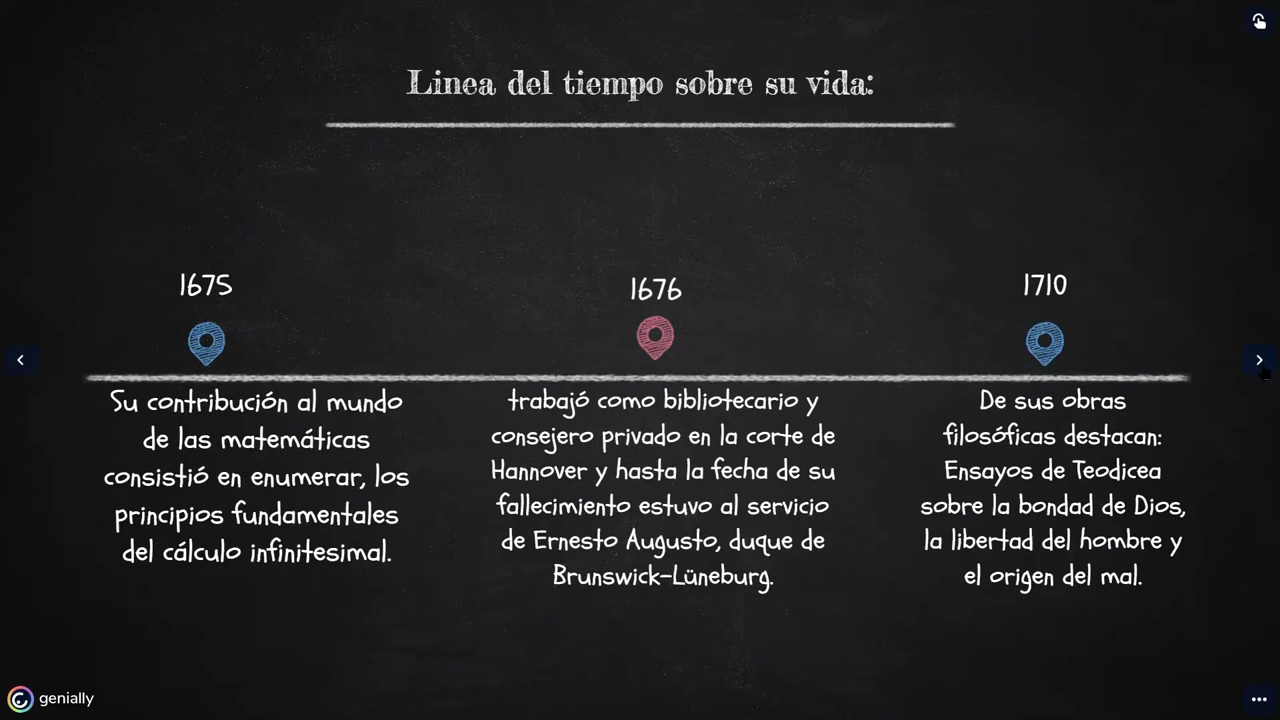 Linea del tiempo sobre su vida:
1675
Su contribución al mundo
de las matemáticas
consistió en enumerar, los
principios fundamentales
del cálculo infinitesimal.
1676
trabajó como bibliotecario y
consejero privado en la corte de
Hannover y hasta la fecha de su
fallecimiento estuvo al servicio
de Ernesto Augusto, duque de
Brunswick-Lüneburg.
1710
De sus obras
filosóficas destacan:
Ensayos de Teodicea
sobre la bondad de Dios,
la libertad del hombre y
el origen del mal.
genially